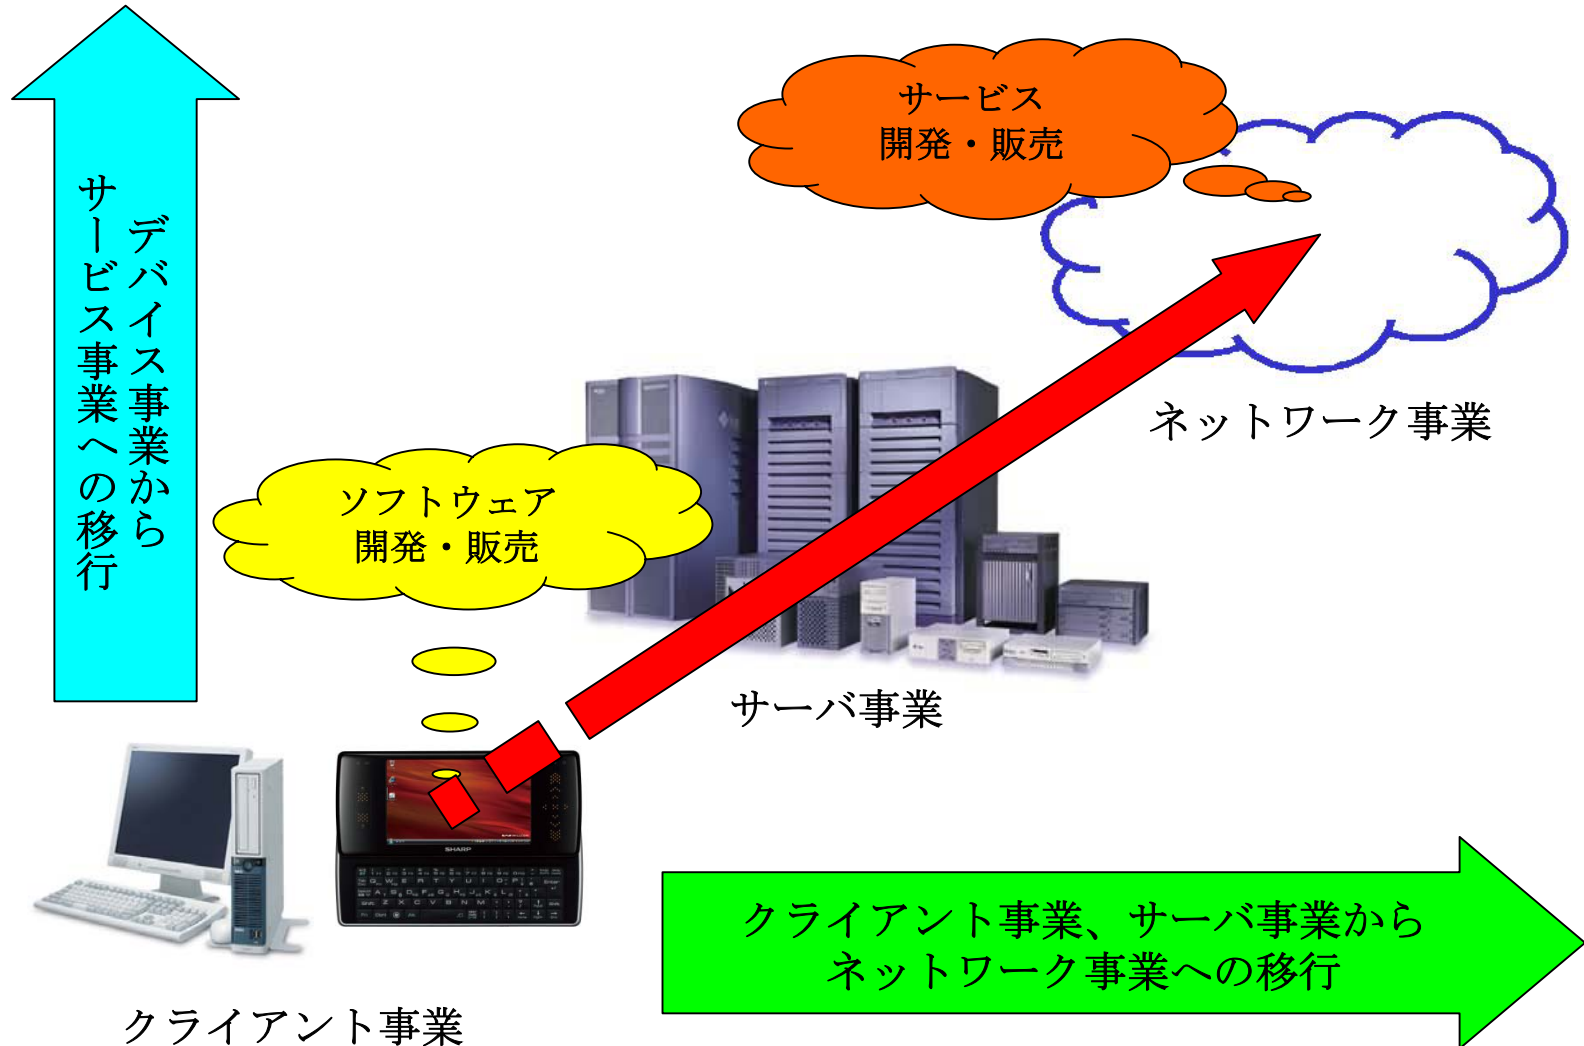 デバイス事業から
サービス事業への移行
サービス
開発・販売
ネットワーク事業
ソフトウェア
開発・販売
サーバ事業
SHARP
クライアント事業、サーバ事業から
ネットワーク事業への移行
クライアント事業